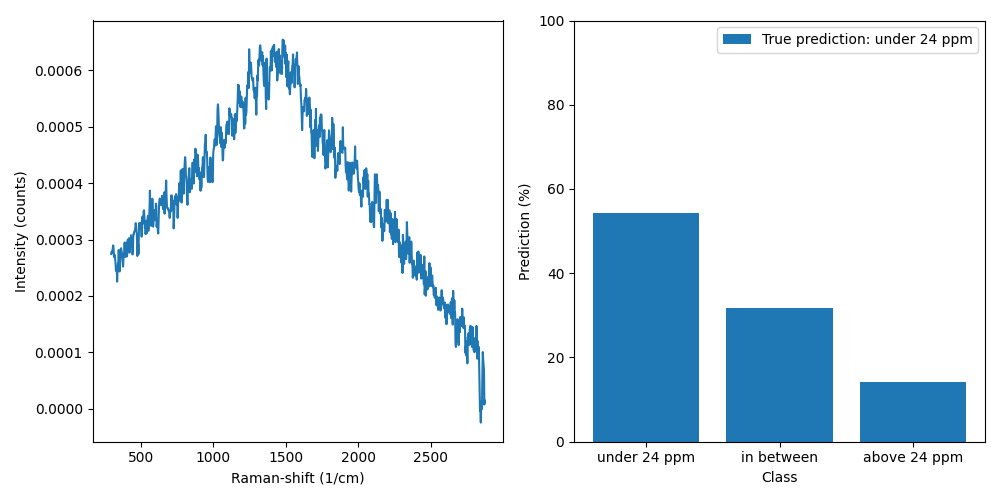 0.0006
0.0005
0.0004
0.0003
0.0002
0.0001
0.0000
Intensity (counts)
500 1000 1500 2000 2500
Raman-shift (1/cm)
100
80
60
40
20
0
Prediction (%)
True prediction: under 24 ppm
under 24 ppm in between above 24 ppm
Class